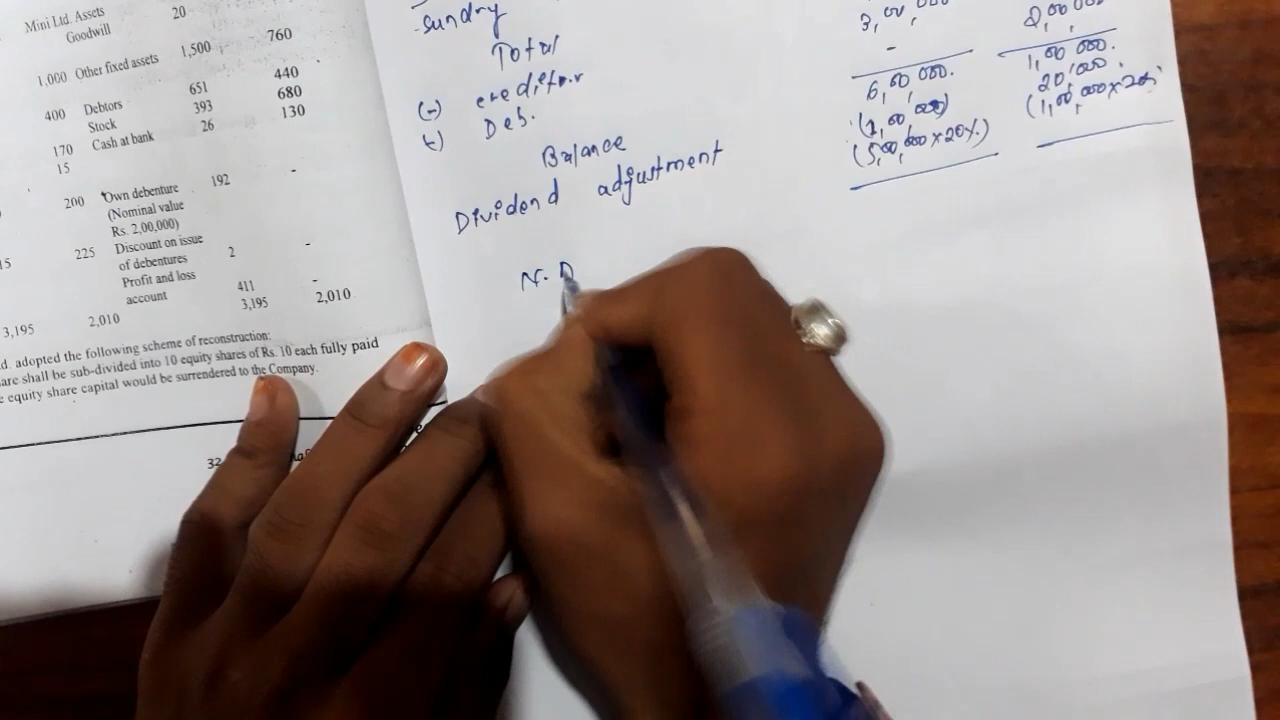 Mini Ltd. Assets
Goodwill 20
1,000 Other fixed assets 1,500 760
400 Debtors 651 440
Stock 393 680
170 Cash at bank 26 130
15
200 Own debenture 192 -
(Nominal value
Rs. 2,00,000)
225 Discount on issue
of debentures 2 -
Profit and loss
account 411 -
3,195 2,010 3,195 2,010
d. adopted the following scheme of reconstruction:
are shall be sub-divided into 10 equity shares of Rs. 10 each fully paid
e equity share capital would be surrendered to the Company.
32
Sundry 3,00,000 2,00,000
Total - 
6,00,000. 1,00,000.
(-) creditor 20,000.
(-) Deb. (5,00,000×20%)
Balance
Dividend adjustment
N. D